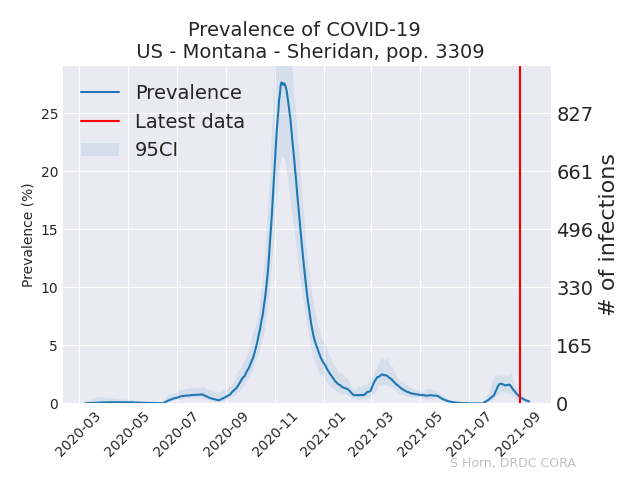 Prevalence of COVID-19
US - Montana - Sheridan, pop. 3309
Prevalence
Latest data
95CI
25
20
15
10
5
0
Prevalence (%)
827
661
496
330
165
0
# of infections
2020-03
2020-05
2020-07
2020-09
2020-11
2021-01
2021-03
2021-05
2021-07
2021-09
S Horn, DRDC CORA